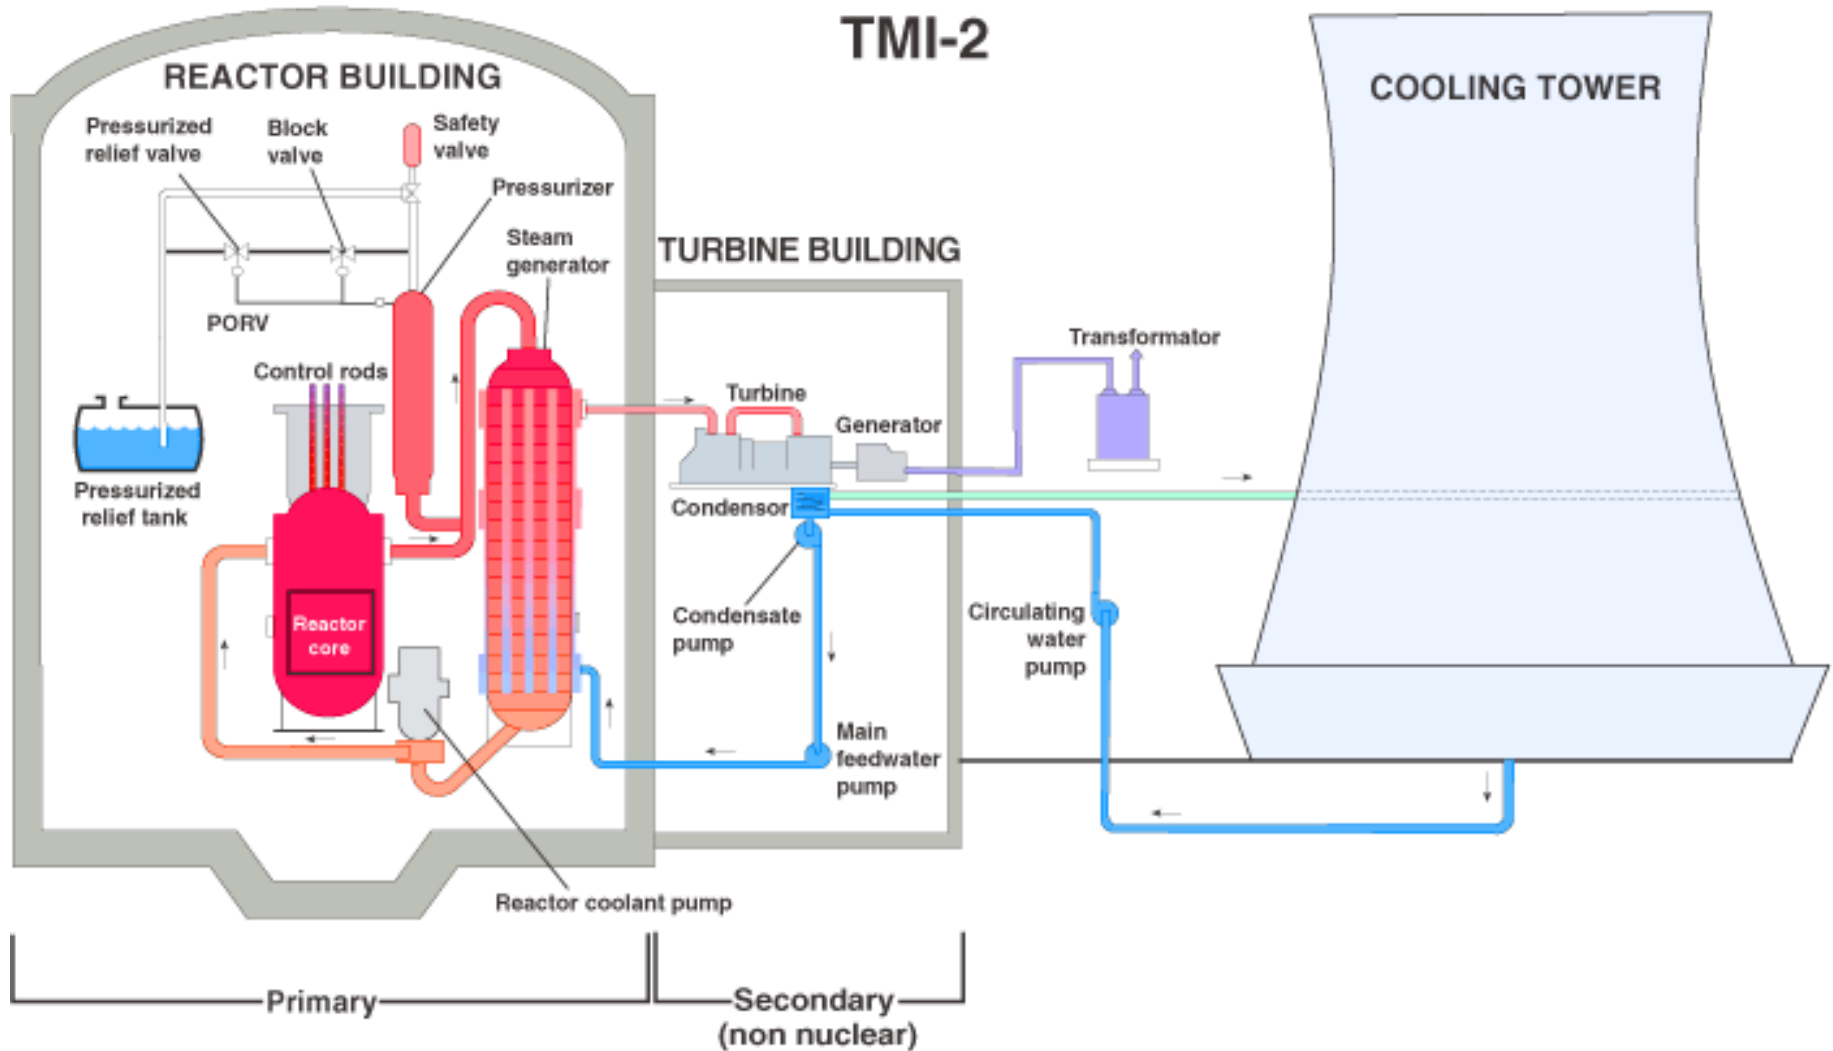 TMI-2
REACTOR BUILDING
COOLING TOWER
Pressurized
relief valve
Block
valve
Safety
valve
Pressurizer
Steam
generator
TURBINE BUILDING
PORV
Control rods
Transformator
Turbine
Generator
Pressurized
relief tank
Condensor
Reactor
core
Condensate
pump
Circulating
water
pump
Main
feedwater
pump
Reactor coolant pump
Primary
Secondary
(non nuclear)